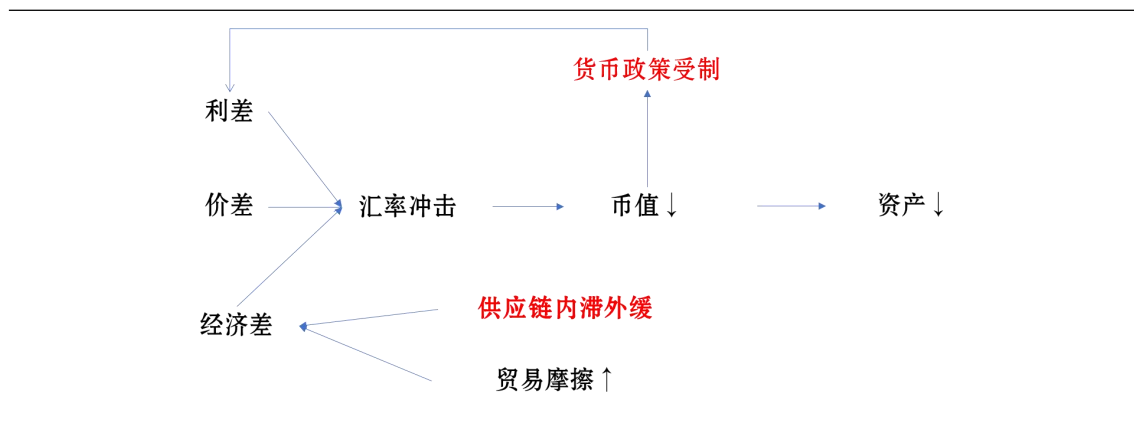 货币政策受制
利差
价差
汇率冲击
币值↓
资产↓
供应链内滞外缓
经济差
贸易摩擦↑